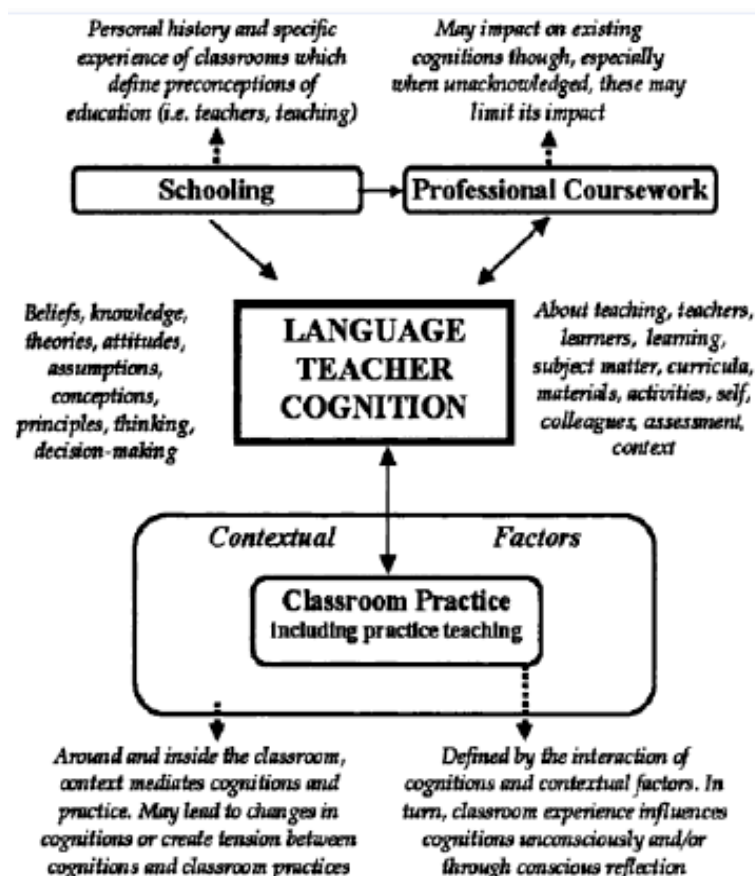 Personal history and specific
experience of classrooms which
define preconceptions of
education (i.e. teachers, teaching)
May impact on existing
cognitions though, especially
when unacknowledged, these may
limit its impact
Schooling
Professional Coursework
Beliefs, knowledge,
theories, attitudes,
assumptions,
conceptions,
principles, thinking,
decision-making
LANGUAGE
TEACHER
COGNITION
About teaching, teachers,
learners, learning,
subject matter, curricula,
materials, activities, self,
colleagues, assessment,
context
Contextual Factors
Classroom Practice
including practice teaching
Around and inside the classroom,
context mediates cognitions and
practice. May lead to changes in
cognitions or create tension between
cognitions and classroom practices
Defined by the interaction of
cognitions and contextual factors. In
turn, classroom experience influences
cognitions unconsciously and/or
through conscious reflection